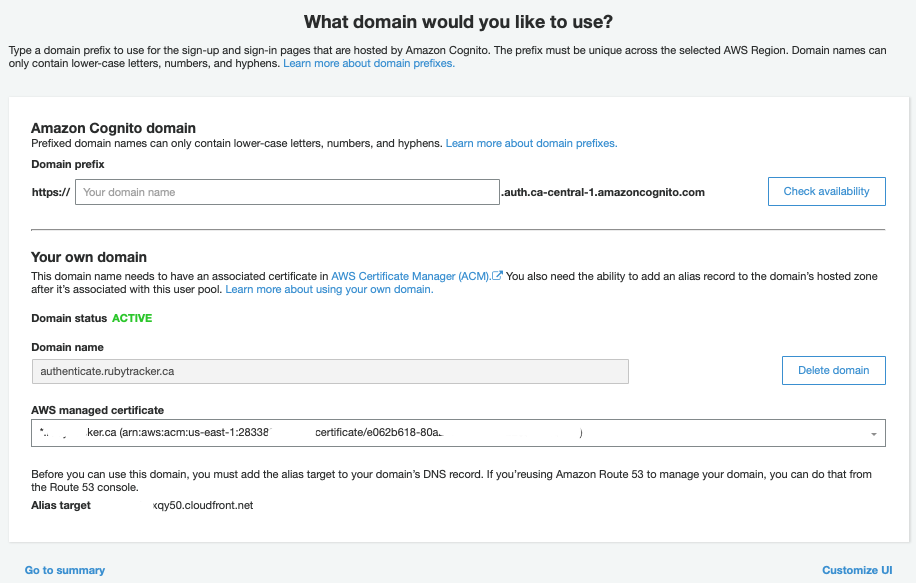 What domain would you like to use?
Type a domain prefix to use for the sign-up and sign-in pages that are hosted by Amazon Cognito. The prefix must be unique across the selected AWS Region. Domain names can
only contain lower-case letters, numbers, and hyphens. Learn more about domain prefixes.
Amazon Cognito domain
Prefixed domain names can only contain lower-case letters, numbers, and hyphens. Learn more about domain prefixes.
Domain prefix
https:// Your domain name .auth.ca-central-1.amazoncognito.com Check availability
Your own domain
This domain name needs to have an associated certificate in AWS Certificate Manager (ACM). You also need the ability to add an alias record to the domain's hosted zone
after it's associated with this user pool. Learn more about using your own domain.
Domain status ACTIVE
Domain name
authenticate.rubytracker.ca Delete domain
AWS managed certificate
ker.ca (arn:aws:acm:us-east-1:28338 certificate/e062b618-80a )
Before you can use this domain, you must add the alias target to your domain's DNS record. If you'reusing Amazon Route 53 to manage your domain, you can do that from
the Route 53 console.
Alias target xqy50.cloudfront.net
Go to summary Customize UI